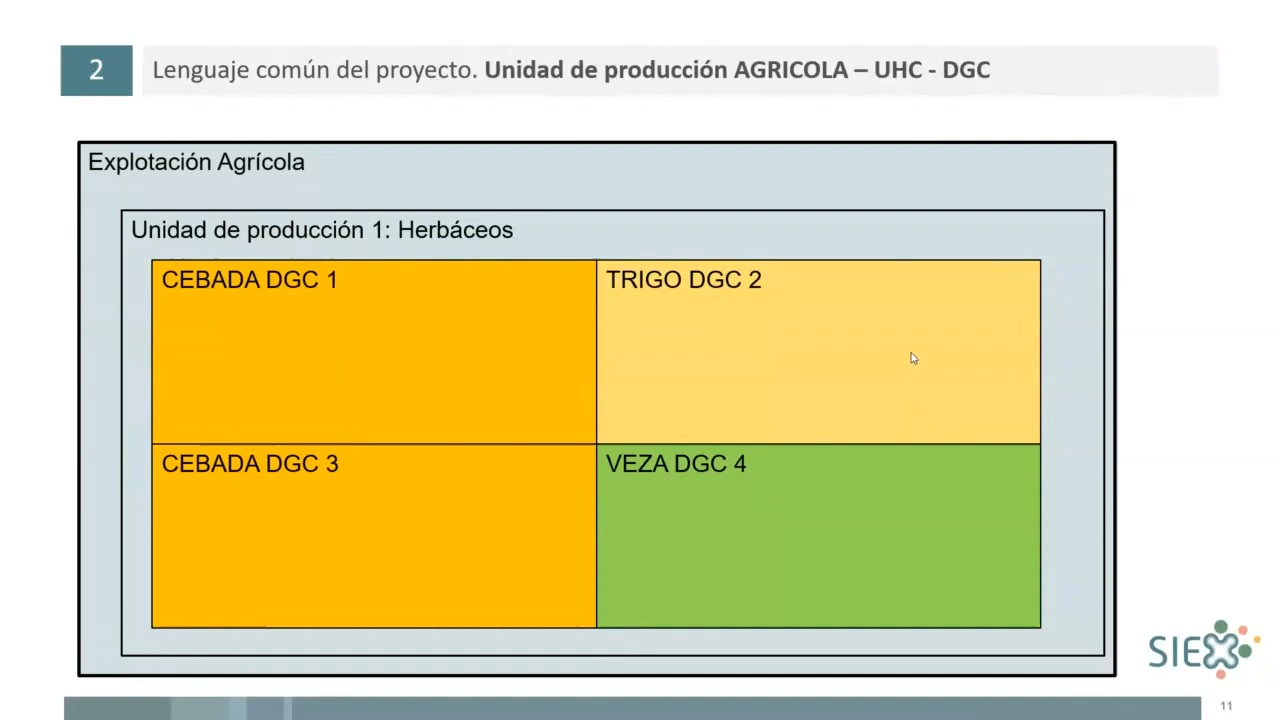 2
Lenguaje común del proyecto. Unidad de producción AGRICOLA – UHC - DGC
Explotación Agrícola
Unidad de producción 1: Herbáceos
CEBADA DGC 1
TRIGO DGC 2
CEBADA DGC 3
VEZA DGC 4
SIEX
11